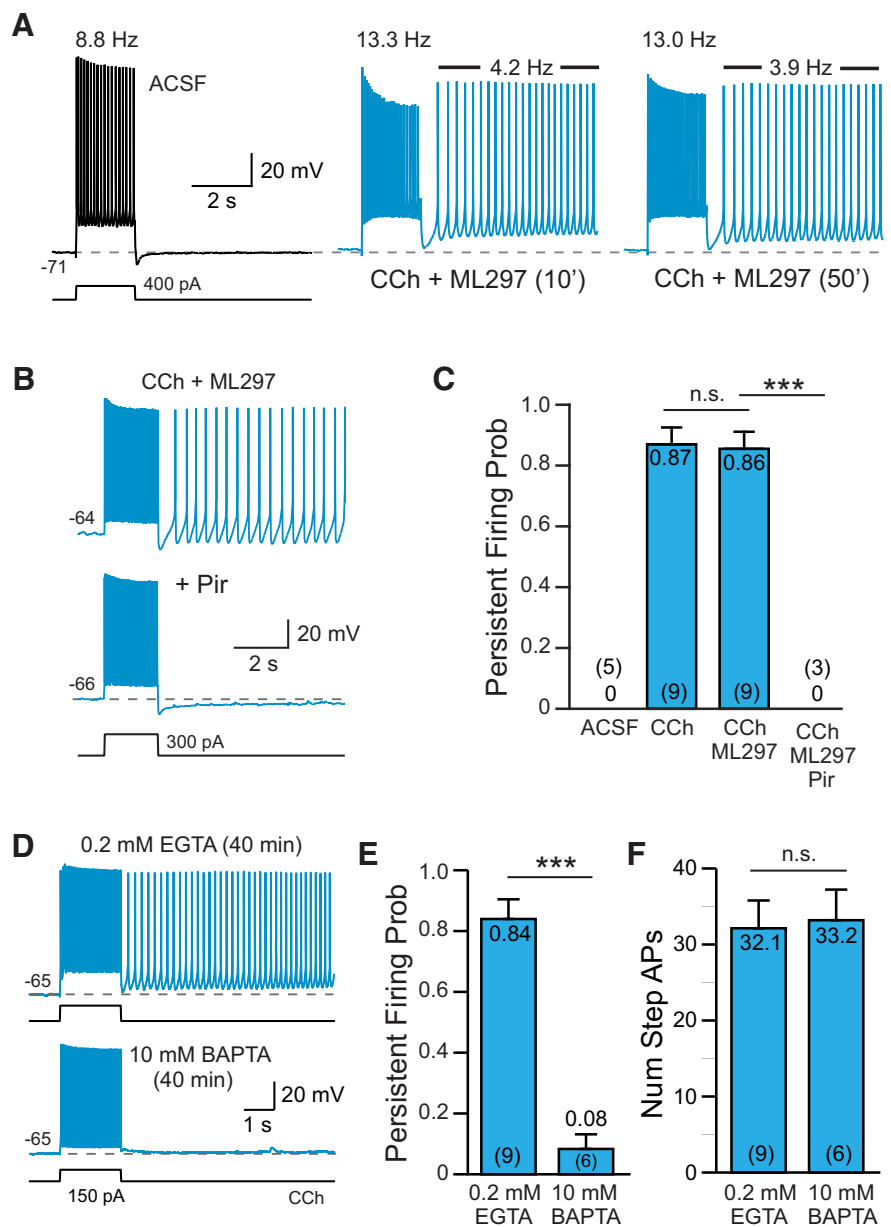 A
8.8 Hz
ACSF
20 mV
2 s
-71
400 pA
13.3 Hz
4.2 Hz
CCh + ML297 (10')
13.0 Hz
3.9 Hz
CCh + ML297 (50')
B
CCh + ML297
-64
+ Pir
20 mV
2 s
-66
300 pA
C
Persistent Firing Prob
1.0
0.8
0.6
0.4
0.2
0
n.s.
***
0.87
0.86
(5)
0
(9)
(9)
(3)
0
ACSF
CCh
CCh
ML297
CCh
ML297
Pir
D
0.2 mM EGTA (40 min)
-65
10 mM BAPTA
(40 min)
20 mV
1 s
-65
150 pA
CCh
E
Persistent Firing Prob
1.0
0.8
0.6
0.4
0.2
0
***
0.84
0.08
(9)
(6)
0.2 mM
EGTA
10 mM
BAPTA
F
Num Step APs
40
30
20
10
0
n.s.
32.1
33.2
(9)
(6)
0.2 mM
EGTA
10 mM
BAPTA